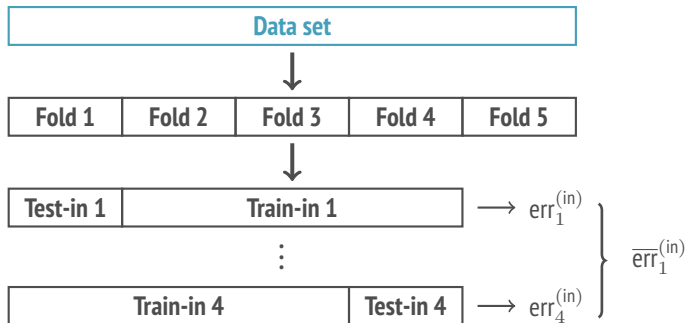 Data set
Fold 1 Fold 2 Fold 3 Fold 4 Fold 5
Test-in 1 Train-in 1 → err₁⁽ⁱⁿ⁾
⋮ } e̅r̅r̅₁⁽ⁱⁿ⁾
Train-in 4 Test-in 4 → err₄⁽ⁱⁿ⁾